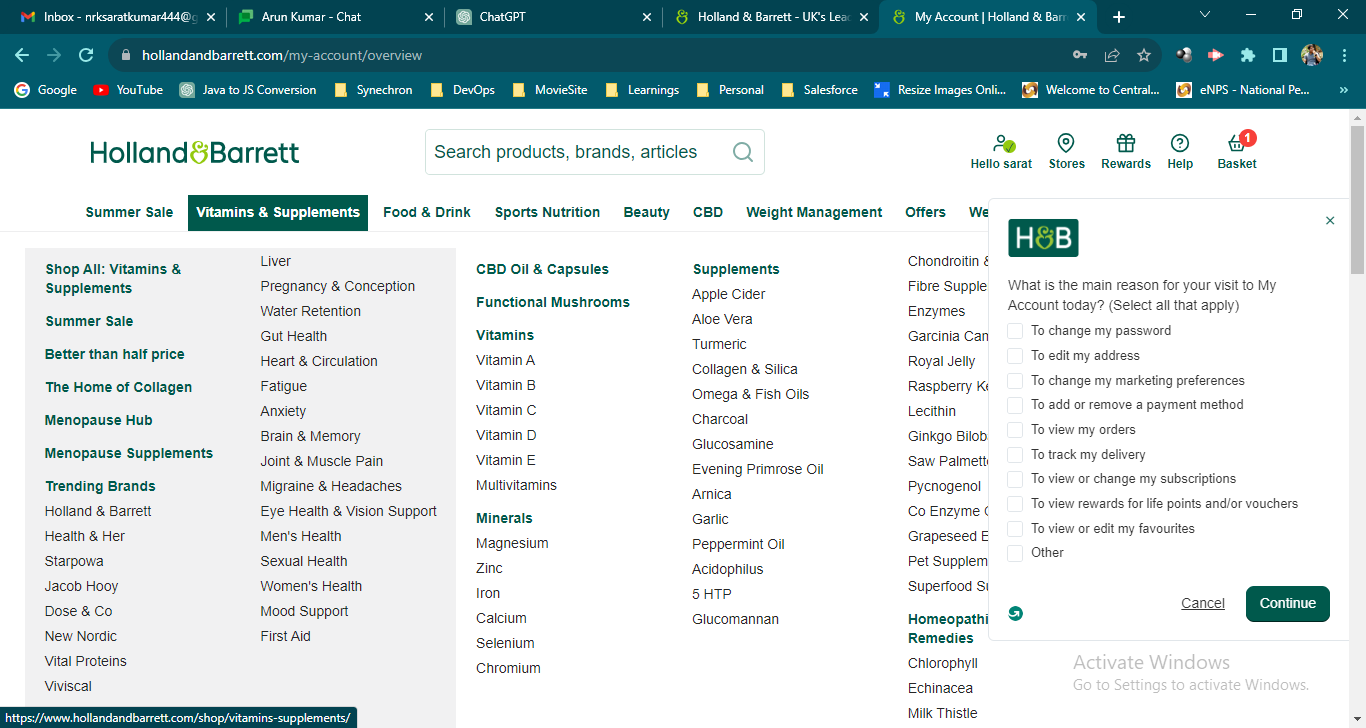 Inbox - nrksaratkumar444@g
Arun Kumar - Chat
ChatGPT
Holland & Barrett - UK's Lea
My Account | Holland & Barr
hollandandbarrett.com/my-account/overview
Google
YouTube
Java to JS Conversion
Synechron
DevOps
MovieSite
Learnings
Personal
Salesforce
Resize Images Onli...
Welcome to Central...
eNPS - National Pe...
»
Holland&Barrett
Search products, brands, articles
Hello sarat
Stores
Rewards
Help
1
Basket
Summer Sale
Vitamins & Supplements
Food & Drink
Sports Nutrition
Beauty
CBD
Weight Management
Offers
We
Shop All: Vitamins &
Supplements
Summer Sale
Better than half price
The Home of Collagen
Menopause Hub
Menopause Supplements
Trending Brands
Holland & Barrett
Health & Her
Starpowa
Jacob Hooy
Dose & Co
New Nordic
Vital Proteins
Viviscal
Liver
Pregnancy & Conception
Water Retention
Gut Health
Heart & Circulation
Fatigue
Anxiety
Brain & Memory
Joint & Muscle Pain
Migraine & Headaches
Eye Health & Vision Support
Men's Health
Sexual Health
Women's Health
Mood Support
First Aid
CBD Oil & Capsules
Functional Mushrooms
Vitamins
Vitamin A
Vitamin B
Vitamin C
Vitamin D
Vitamin E
Multivitamins
Minerals
Magnesium
Zinc
Iron
Calcium
Selenium
Chromium
Supplements
Apple Cider
Aloe Vera
Turmeric
Collagen & Silica
Omega & Fish Oils
Charcoal
Glucosamine
Evening Primrose Oil
Arnica
Garlic
Peppermint Oil
Acidophilus
5 HTP
Glucomannan
Chondroitin &
Fibre Supple
Enzymes
Garcinia Cam
Royal Jelly
Raspberry Ke
Lecithin
Ginkgo Bilob
Saw Palmetto
Pycnogenol
Co Enzyme
Grapeseed E
Pet Supplem
Superfood Su
Homeopathi
Remedies
Chlorophyll
Echinacea
Milk Thistle
H&B
What is the main reason for your visit to My
Account today? (Select all that apply)
To change my password
To edit my address
To change my marketing preferences
To add or remove a payment method
To view my orders
To track my delivery
To view or change my subscriptions
To view rewards for life points and/or vouchers
To view or edit my favourites
Other
Cancel
Continue
Activate Windows
Go to Settings to activate Windows.
https://www.hollandandbarrett.com/shop/vitamins-supplements/